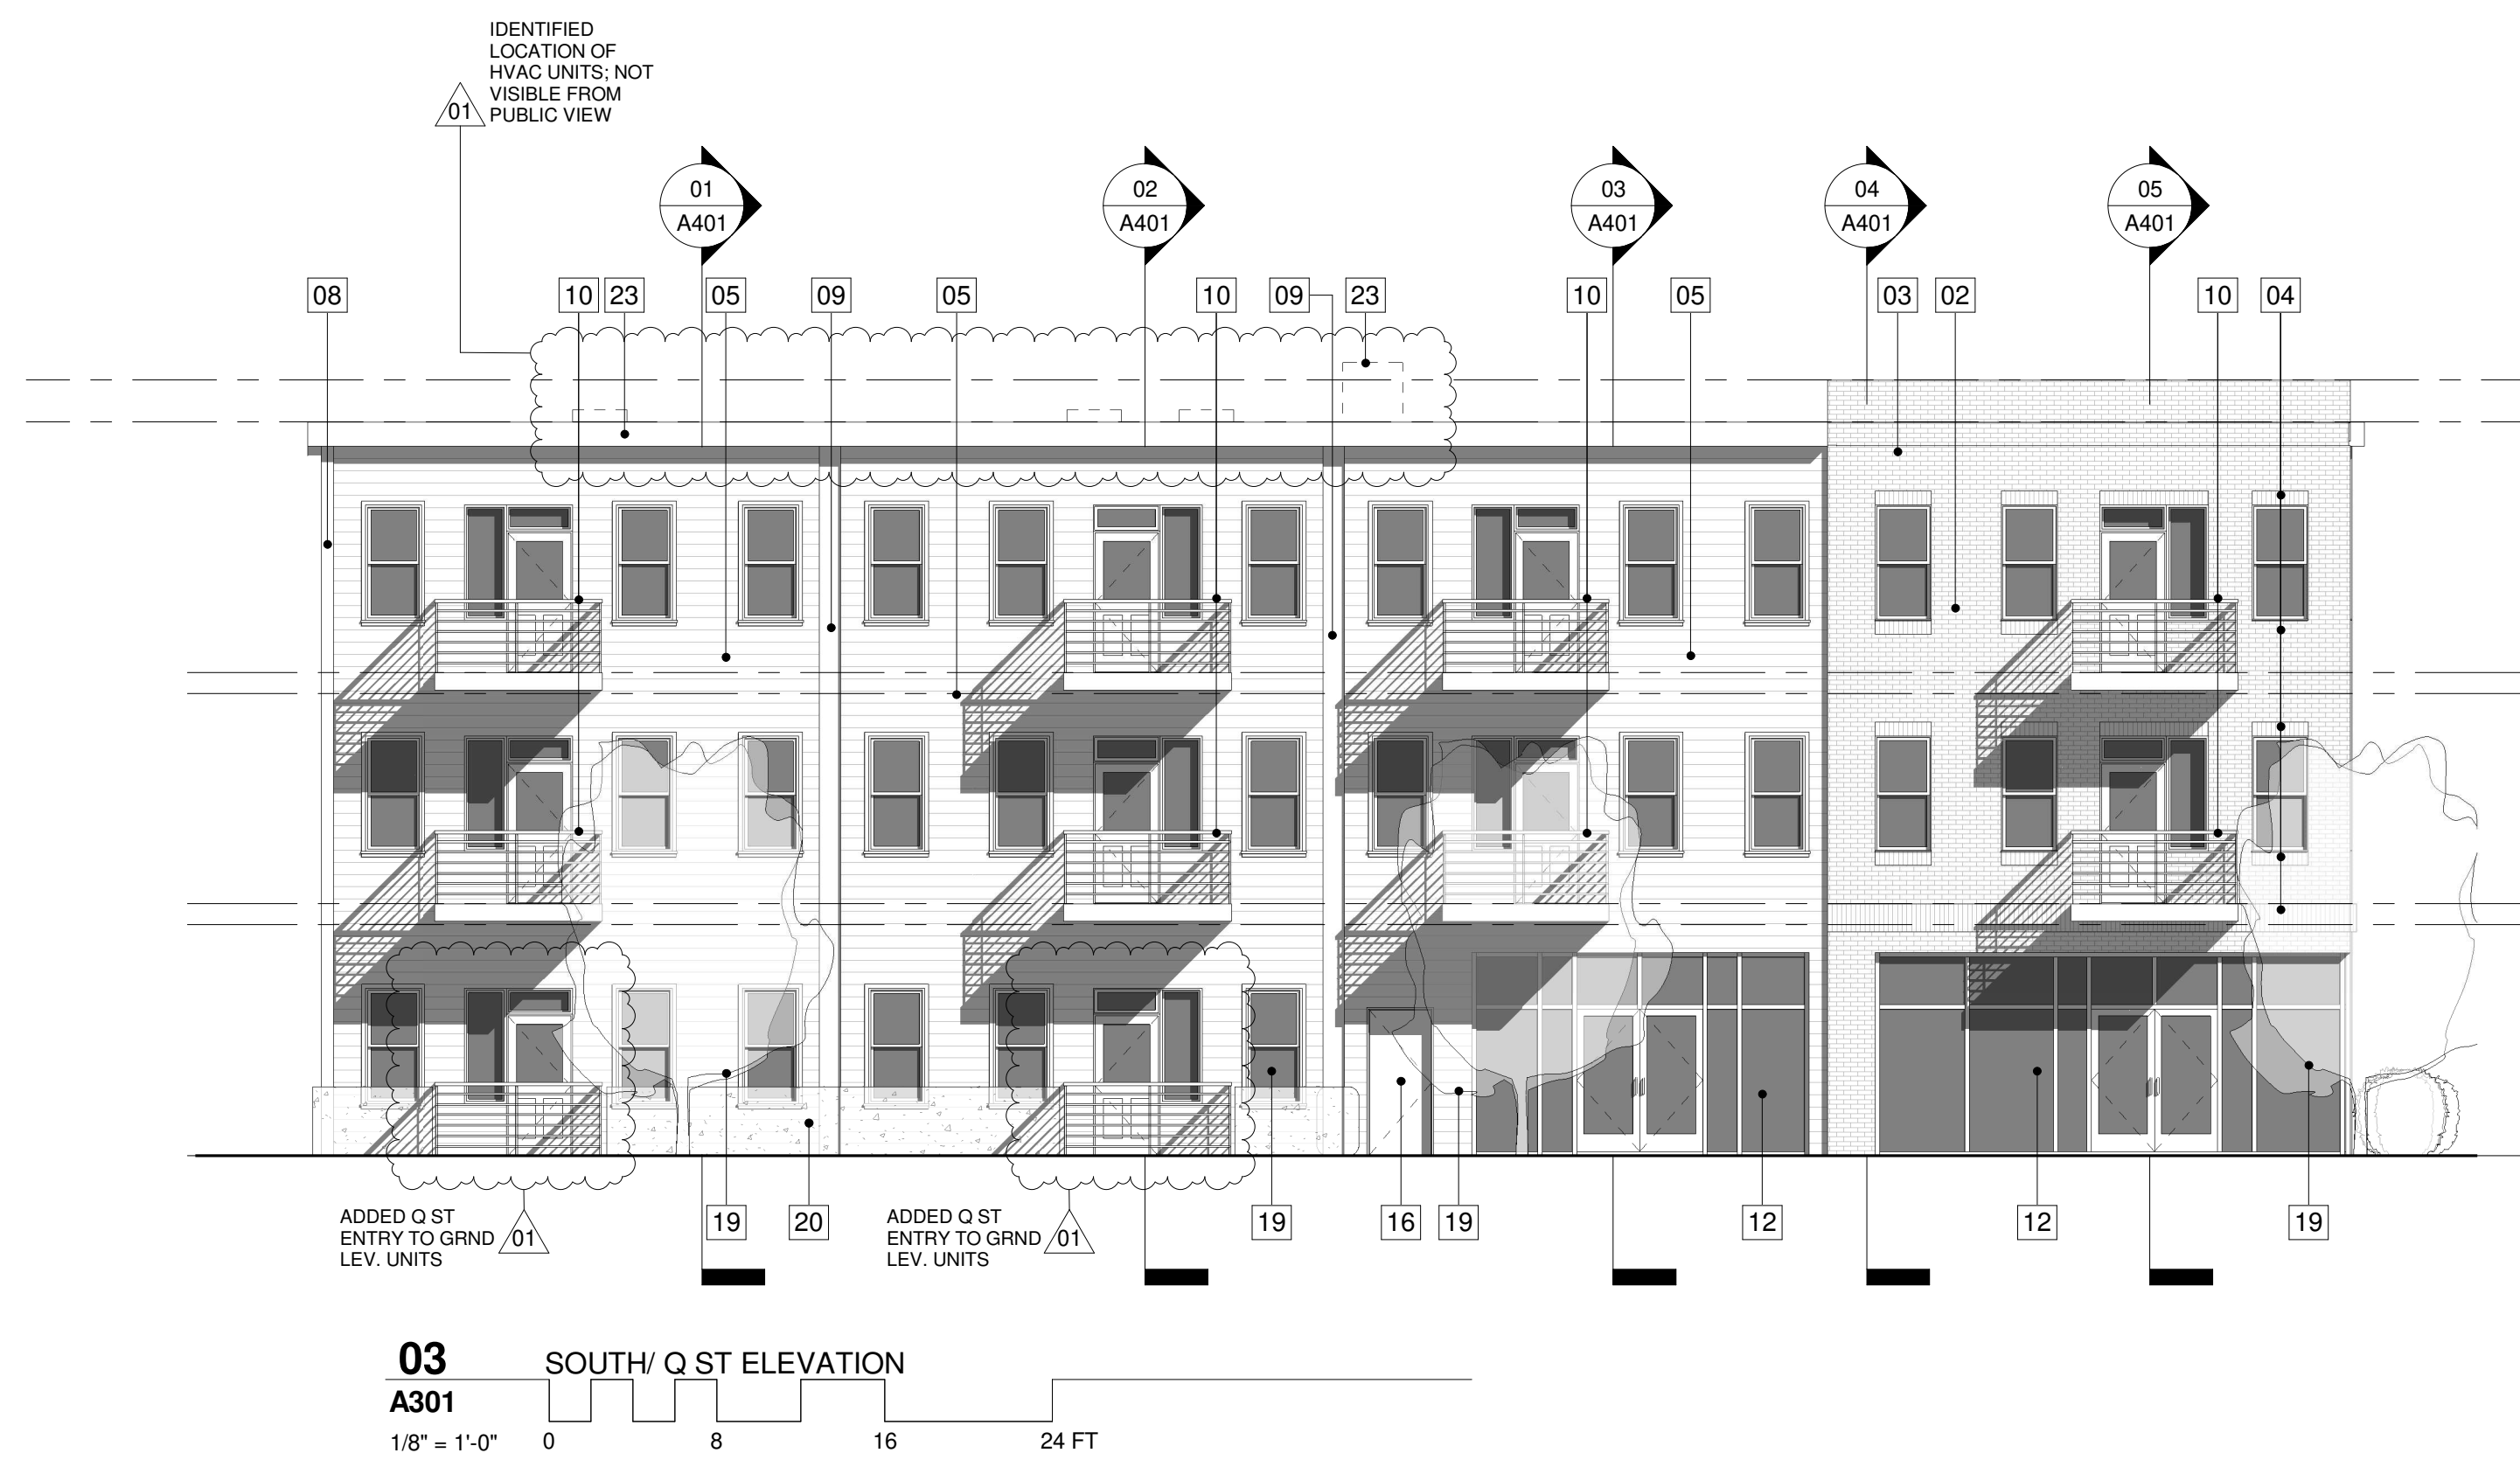 IDENTIFIED
LOCATION OF
HVAC UNITS; NOT
VISIBLE FROM
PUBLIC VIEW
01
01
A401
02
A401
03
A401
04
A401
05
A401
08
10
23
05
09
05
10
09
23
10
05
03
02
10
04
ADDED Q ST
ENTRY TO GRND
LEV. UNITS
01
19
20
ADDED Q ST
ENTRY TO GRND
LEV. UNITS
01
19
16
19
12
12
19
03
SOUTH/ Q ST ELEVATION
A301
1/8" = 1'-0"
0
8
16
24 FT